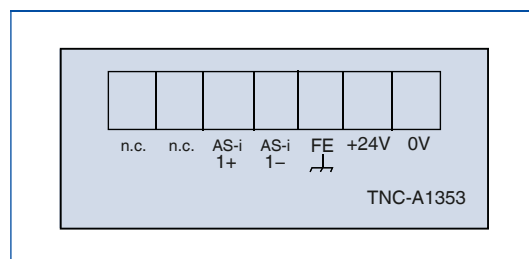 n.c. n.c. AS-i AS-i FE +24V 0V
1+ 1–
TNC-A1353